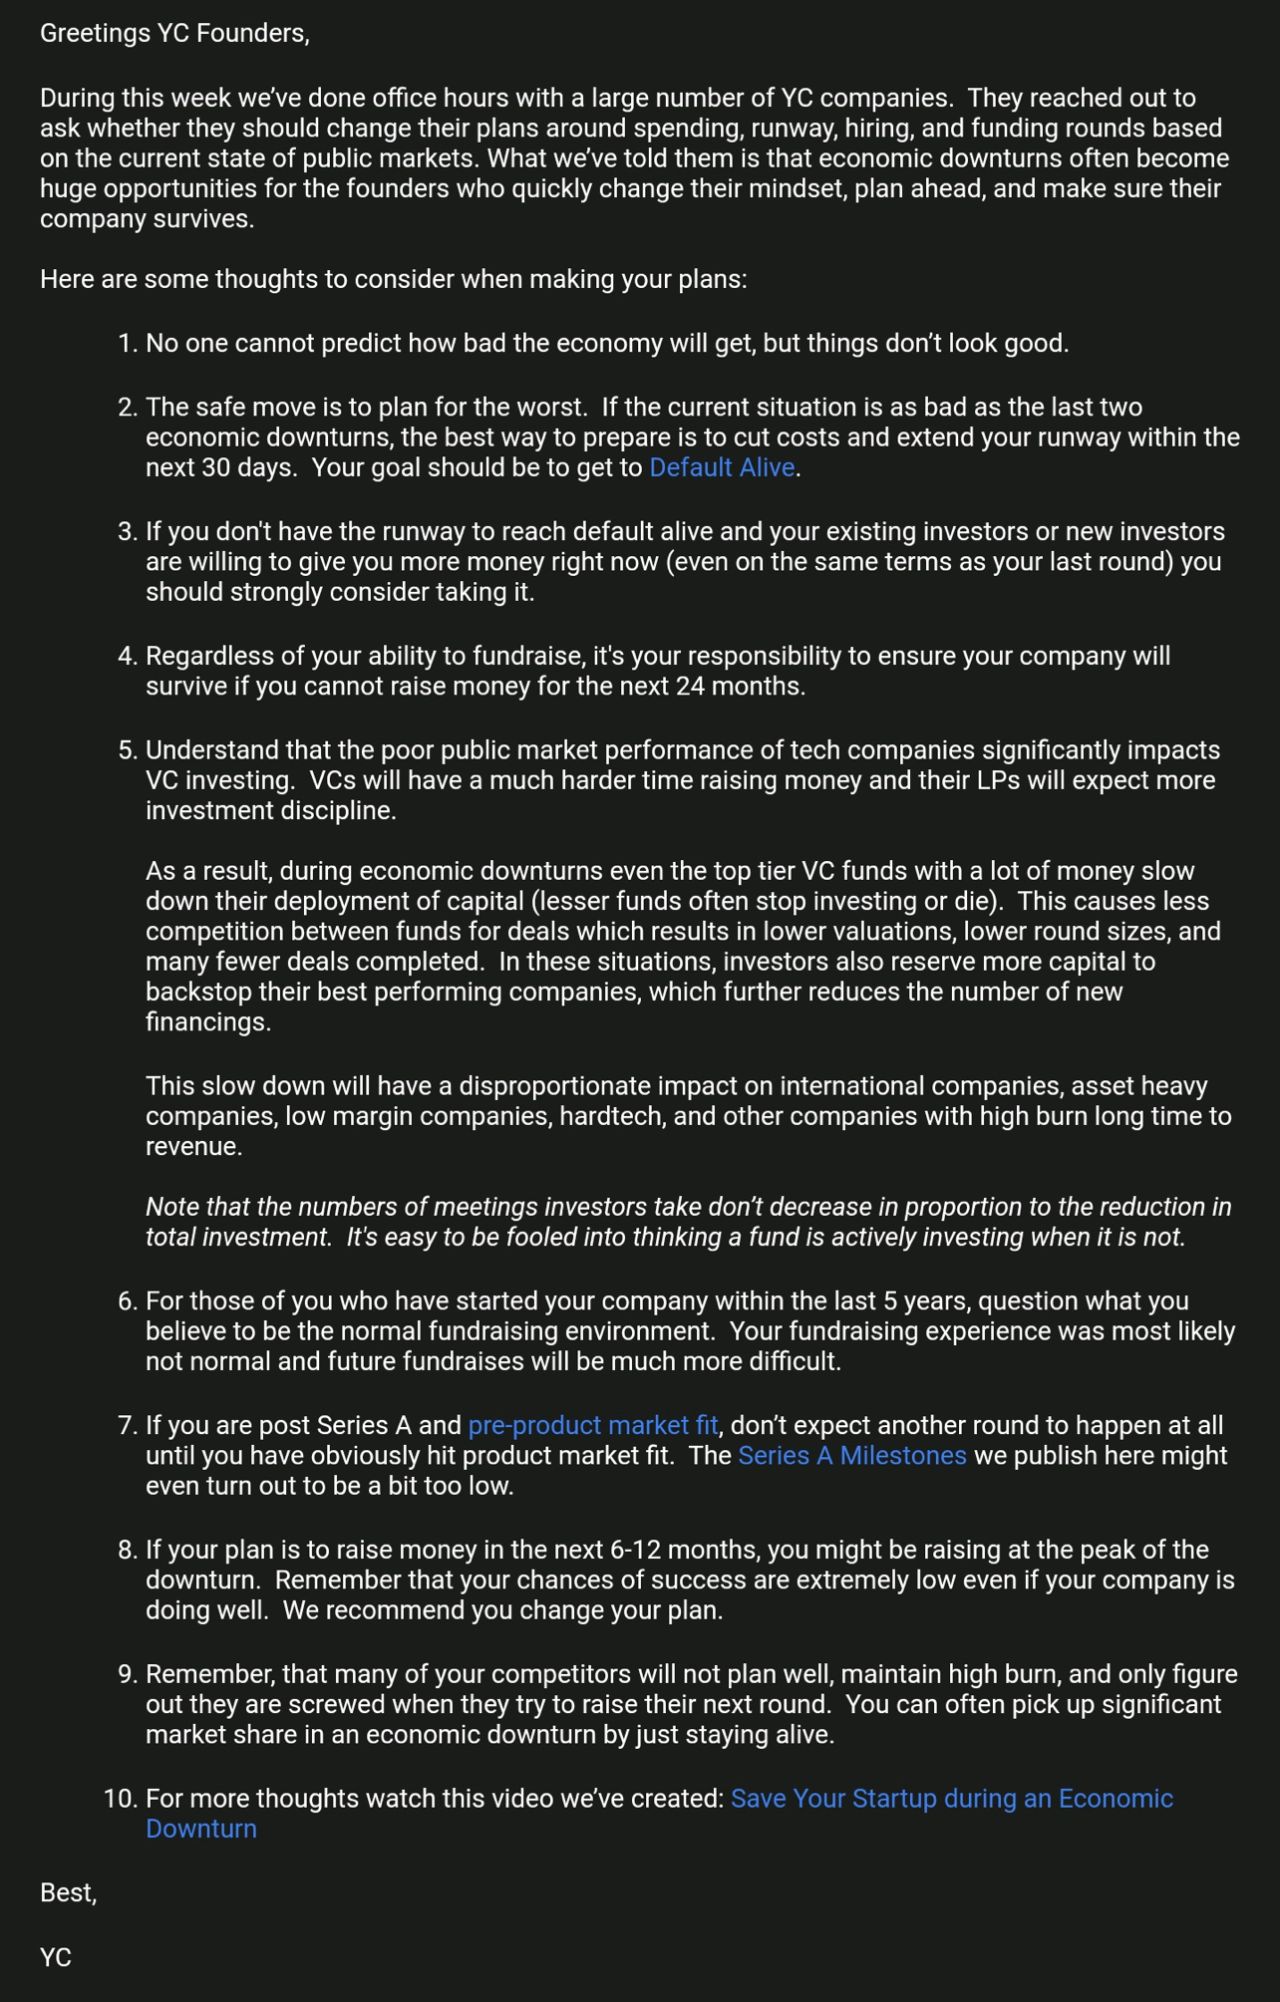 Greetings YC Founders,
During this week we’ve done office hours with a large number of YC companies.  They reached out to
ask whether they should change their plans around spending, runway, hiring, and funding rounds based
on the current state of public markets. What we’ve told them is that economic downturns often become
huge opportunities for the founders who quickly change their mindset, plan ahead, and make sure their
company survives.
Here are some thoughts to consider when making your plans:
1. No one cannot predict how bad the economy will get, but things don’t look good.
2. The safe move is to plan for the worst.  If the current situation is as bad as the last two
economic downturns, the best way to prepare is to cut costs and extend your runway within the
next 30 days.  Your goal should be to get to Default Alive.
3. If you don't have the runway to reach default alive and your existing investors or new investors
are willing to give you more money right now (even on the same terms as your last round) you
should strongly consider taking it.
4. Regardless of your ability to fundraise, it's your responsibility to ensure your company will
survive if you cannot raise money for the next 24 months.
5. Understand that the poor public market performance of tech companies significantly impacts
VC investing.  VCs will have a much harder time raising money and their LPs will expect more
investment discipline.
As a result, during economic downturns even the top tier VC funds with a lot of money slow
down their deployment of capital (lesser funds often stop investing or die).  This causes less
competition between funds for deals which results in lower valuations, lower round sizes, and
many fewer deals completed.  In these situations, investors also reserve more capital to
backstop their best performing companies, which further reduces the number of new
financings.
This slow down will have a disproportionate impact on international companies, asset heavy
companies, low margin companies, hardtech, and other companies with high burn long time to
revenue.
Note that the numbers of meetings investors take don’t decrease in proportion to the reduction in
total investment.  It's easy to be fooled into thinking a fund is actively investing when it is not.
6. For those of you who have started your company within the last 5 years, question what you
believe to be the normal fundraising environment.  Your fundraising experience was most likely
not normal and future fundraises will be much more difficult.
7. If you are post Series A and pre-product market fit, don’t expect another round to happen at all
until you have obviously hit product market fit.  The Series A Milestones we publish here might
even turn out to be a bit too low.
8. If your plan is to raise money in the next 6-12 months, you might be raising at the peak of the
downturn.  Remember that your chances of success are extremely low even if your company is
doing well.  We recommend you change your plan.
9. Remember, that many of your competitors will not plan well, maintain high burn, and only figure
out they are screwed when they try to raise their next round.  You can often pick up significant
market share in an economic downturn by just staying alive.
10. For more thoughts watch this video we’ve created: Save Your Startup during an Economic
Downturn
Best,
YC